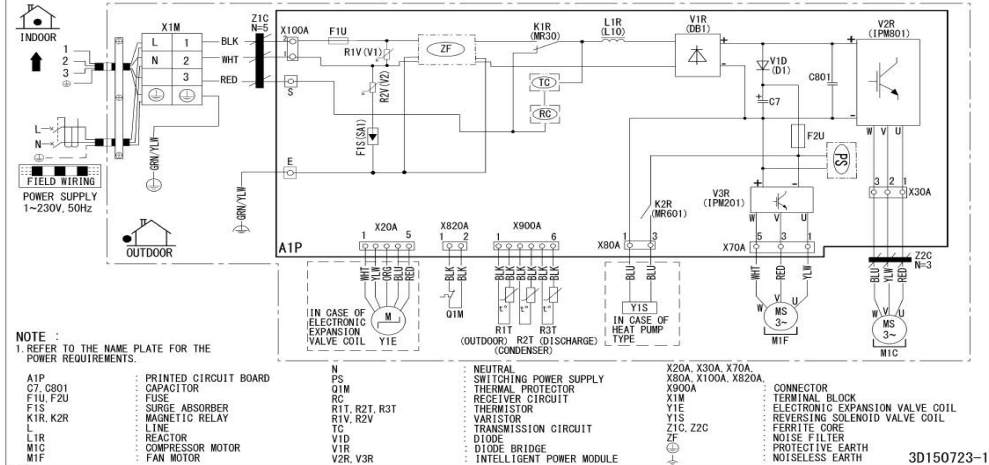 INDOOR
1
2
3
L
N
FIELD WIRING
POWER SUPPLY
1~230V, 50Hz
OUTDOOR
GRN/YLW
X1M
L 1
N 2
3
BLK
WHT
RED
Z1C
N=5
X100A
2
1
S
E
GRN/YLW
A1P
F1U
R1V(V1)
R2V(V2)
F1S(SA1)
ZF
K1R
(MR30)
TC
RC
L1R
(L10)
V1R
(DB1)
V1D
(D1)
C7
C801
F2U
PS
V2R
(IPM801)
W V U
3 2 1
X30A
V3R
(IPM201)
W V U
K2R
(MR601)
X20A
1 5
WHT
YLW
ORG
BLU
RED
IN CASE OF
ELECTRONIC
EXPANSION
VALVE COIL
M
Y1E
X820A
1 2
BLK
BLK
Q1M
X900A
1 6
BLK
BLK
BLK
BLK
BLK
BLK
t°
t°
t°
R1T R2T R3T
(OUTDOOR) (DISCHARGE)
(CONDENSER)
X80A
1 3
BLU
BLU
Y1S
IN CASE OF
HEAT PUMP
TYPE
X70A
5 3 1
WHT
RED
YLW
W V U
MS
3~
M1F
Z2C
N=3
BLU
YLW
RED
W V U
MS
3~
M1C
NOTE :
1. REFER TO THE NAME PLATE FOR THE
POWER REQUIREMENTS.
A1P : PRINTED CIRCUIT BOARD
C7, C801 : CAPACITOR
F1U, F2U : FUSE
F1S : SURGE ABSORBER
K1R, K2R : MAGNETIC RELAY
L : LINE
L1R : REACTOR
M1C : COMPRESSOR MOTOR
M1F : FAN MOTOR
N : NEUTRAL
PS : SWITCHING POWER SUPPLY
Q1M : THERMAL PROTECTOR
RC : RECEIVER CIRCUIT
R1T, R2T, R3T : THERMISTOR
R1V, R2V : VARISTOR
TC : TRANSMISSION CIRCUIT
V1D : DIODE
V1R : DIODE BRIDGE
V2R, V3R : INTELLIGENT POWER MODULE
X20A, X30A, X70A,
X80A, X100A, X820A,
X900A : CONNECTOR
X1M : TERMINAL BLOCK
Y1E : ELECTRONIC EXPANSION VALVE COIL
Y1S : REVERSING SOLENOID VALVE COIL
Z1C, Z2C : FERRITE CORE
ZF : NOISE FILTER
: PROTECTIVE EARTH
: NOISELESS EARTH
3D150723-1